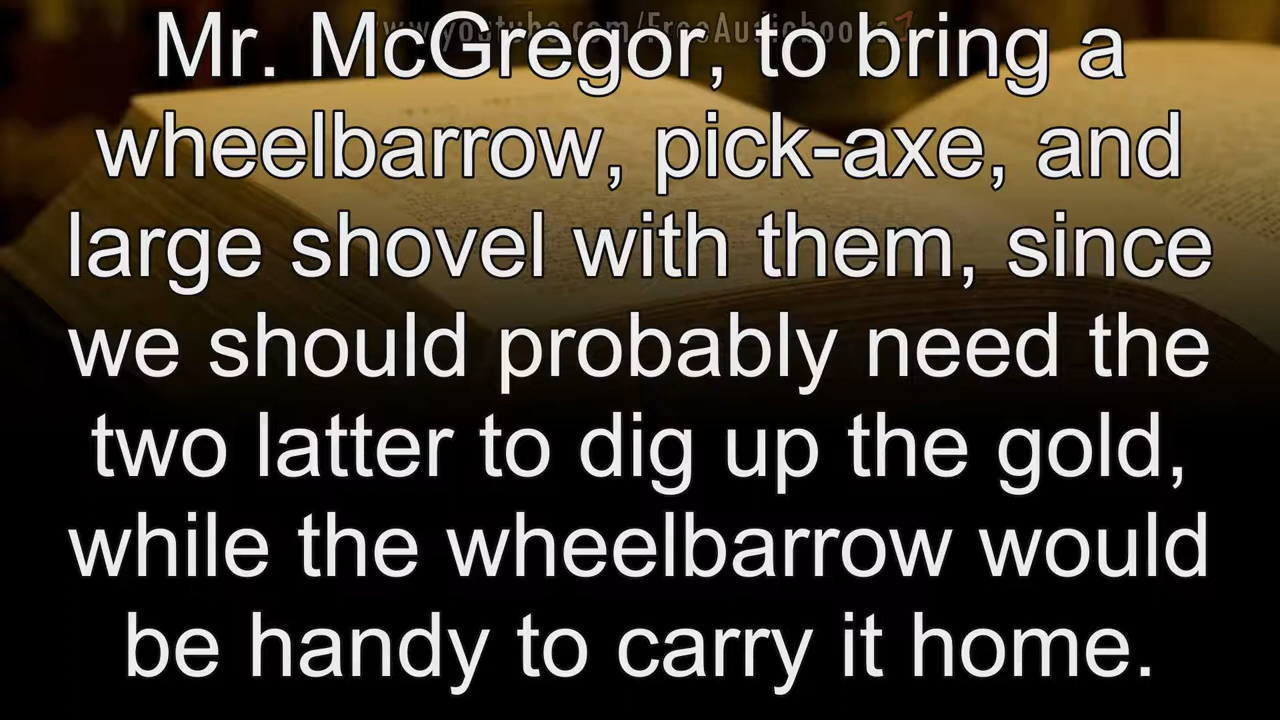 www.youtube.com/FreeAudiobooks1
Mr. McGregor, to bring a
wheelbarrow, pick-axe, and
large shovel with them, since
we should probably need the
two latter to dig up the gold,
while the wheelbarrow would
be handy to carry it home.